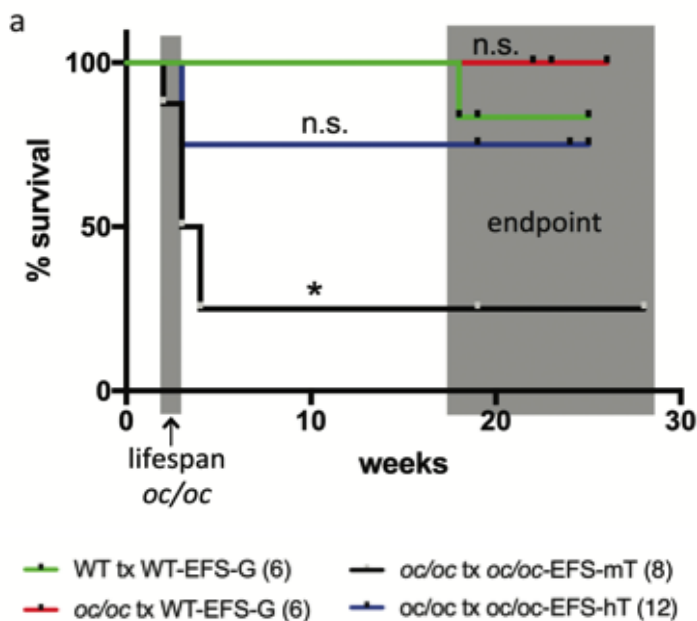 a
n.s.
100
n.s.
% survival
50
endpoint
*
0
0
10
20
30
↑
lifespan
weeks
oc/oc
WT tx WT-EFS-G (6)
oc/oc tx oc/oc-EFS-mT (8)
oc/oc tx WT-EFS-G (6)
oc/oc tx oc/oc-EFS-hT (12)